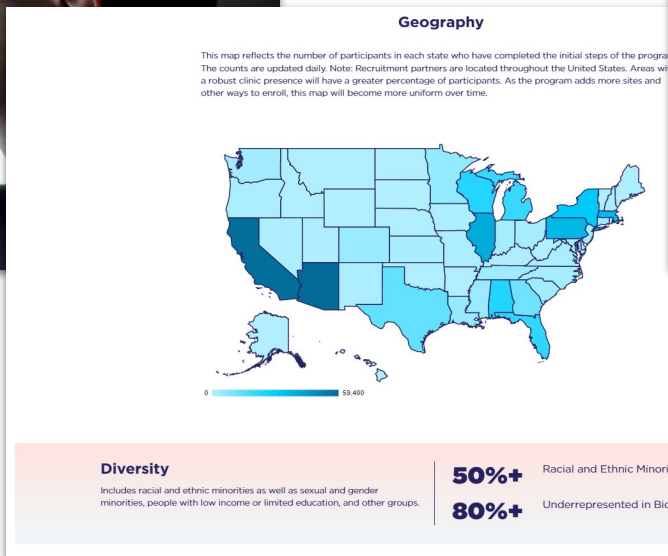 Geography
This map reflects the number of participants in each state who have completed the initial steps of the progra
The counts are updated daily. Note: Recruitment partners are located throughout the United States. Areas wi
a robust clinic presence will have a greater percentage of participants. As the program adds more sites and
other ways to enroll, this map will become more uniform over time.
0 59,400
Diversity
Includes racial and ethnic minorities as well as sexual and gender
minorities, people with low income or limited education, and other groups.
50%+ Racial and Ethnic Minori
80%+ Underrepresented in Bio